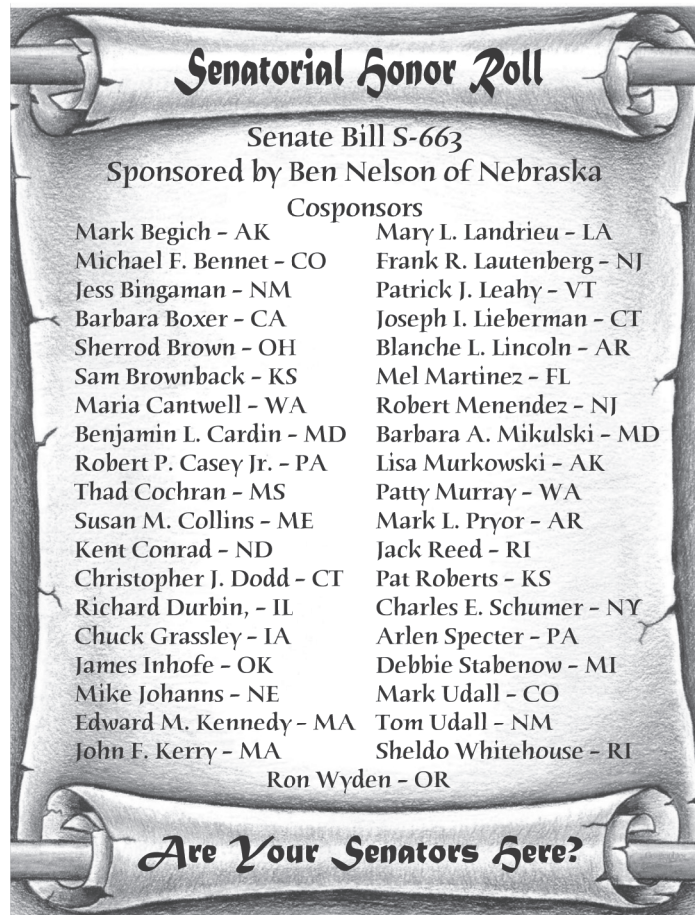 Senatorial Honor Roll
Senate Bill S-663
Sponsored by Ben Nelson of Nebraska
Cosponsors
Mark Begich - AK
Michael F. Bennet - CO
Jess Bingaman - NM
Barbara Boxer - CA
Sherrod Brown - OH
Sam Brownback - KS
Maria Cantwell - WA
Benjamin L. Cardin - MD
Robert P. Casey Jr. - PA
Thad Cochran - MS
Susan M. Collins - ME
Kent Conrad - ND
Christopher J. Dodd - CT
Richard Durbin, - IL
Chuck Grassley - IA
James Inhofe - OK
Mike Johanns - NE
Edward M. Kennedy - MA
John F. Kerry - MA
Mary L. Landrieu - LA
Frank R. Lautenberg - NJ
Patrick J. Leahy - VT
Joseph I. Lieberman - CT
Blanche L. Lincoln - AR
Mel Martinez - FL
Robert Menendez - NJ
Barbara A. Mikulski - MD
Lisa Murkowski - AK
Patty Murray - WA
Mark L. Pryor - AR
Jack Reed - RI
Pat Roberts - KS
Charles E. Schumer - NY
Arlen Specter - PA
Debbie Stabenow - MI
Mark Udall - CO
Tom Udall - NM
Sheldo Whitehouse - RI
Ron Wyden - OR
Are Your Senators Here?